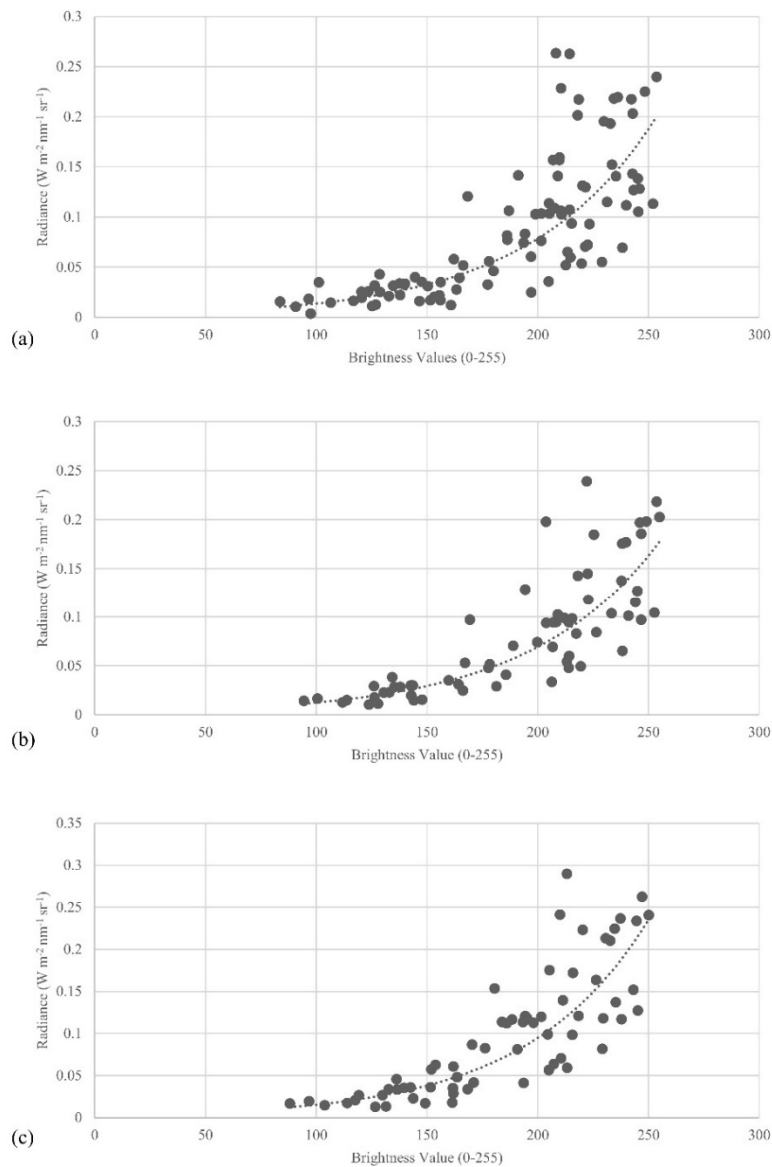 0.3
0.25
0.2
0.15
0.1
0.05
0
Radiance (W m⁻² nm⁻¹ sr⁻¹)
0 50 100 150 200 250 300
Brightness Values (0-255)
(a)
0.3
0.25
0.2
0.15
0.1
0.05
0
Radiance (W m⁻² nm⁻¹ sr⁻¹)
0 50 100 150 200 250 300
Brightness Value (0-255)
(b)
0.35
0.3
0.25
0.2
0.15
0.1
0.05
0
Radiance (W m⁻² nm⁻¹ sr⁻¹)
0 50 100 150 200 250 300
Brightness Value (0-255)
(c)